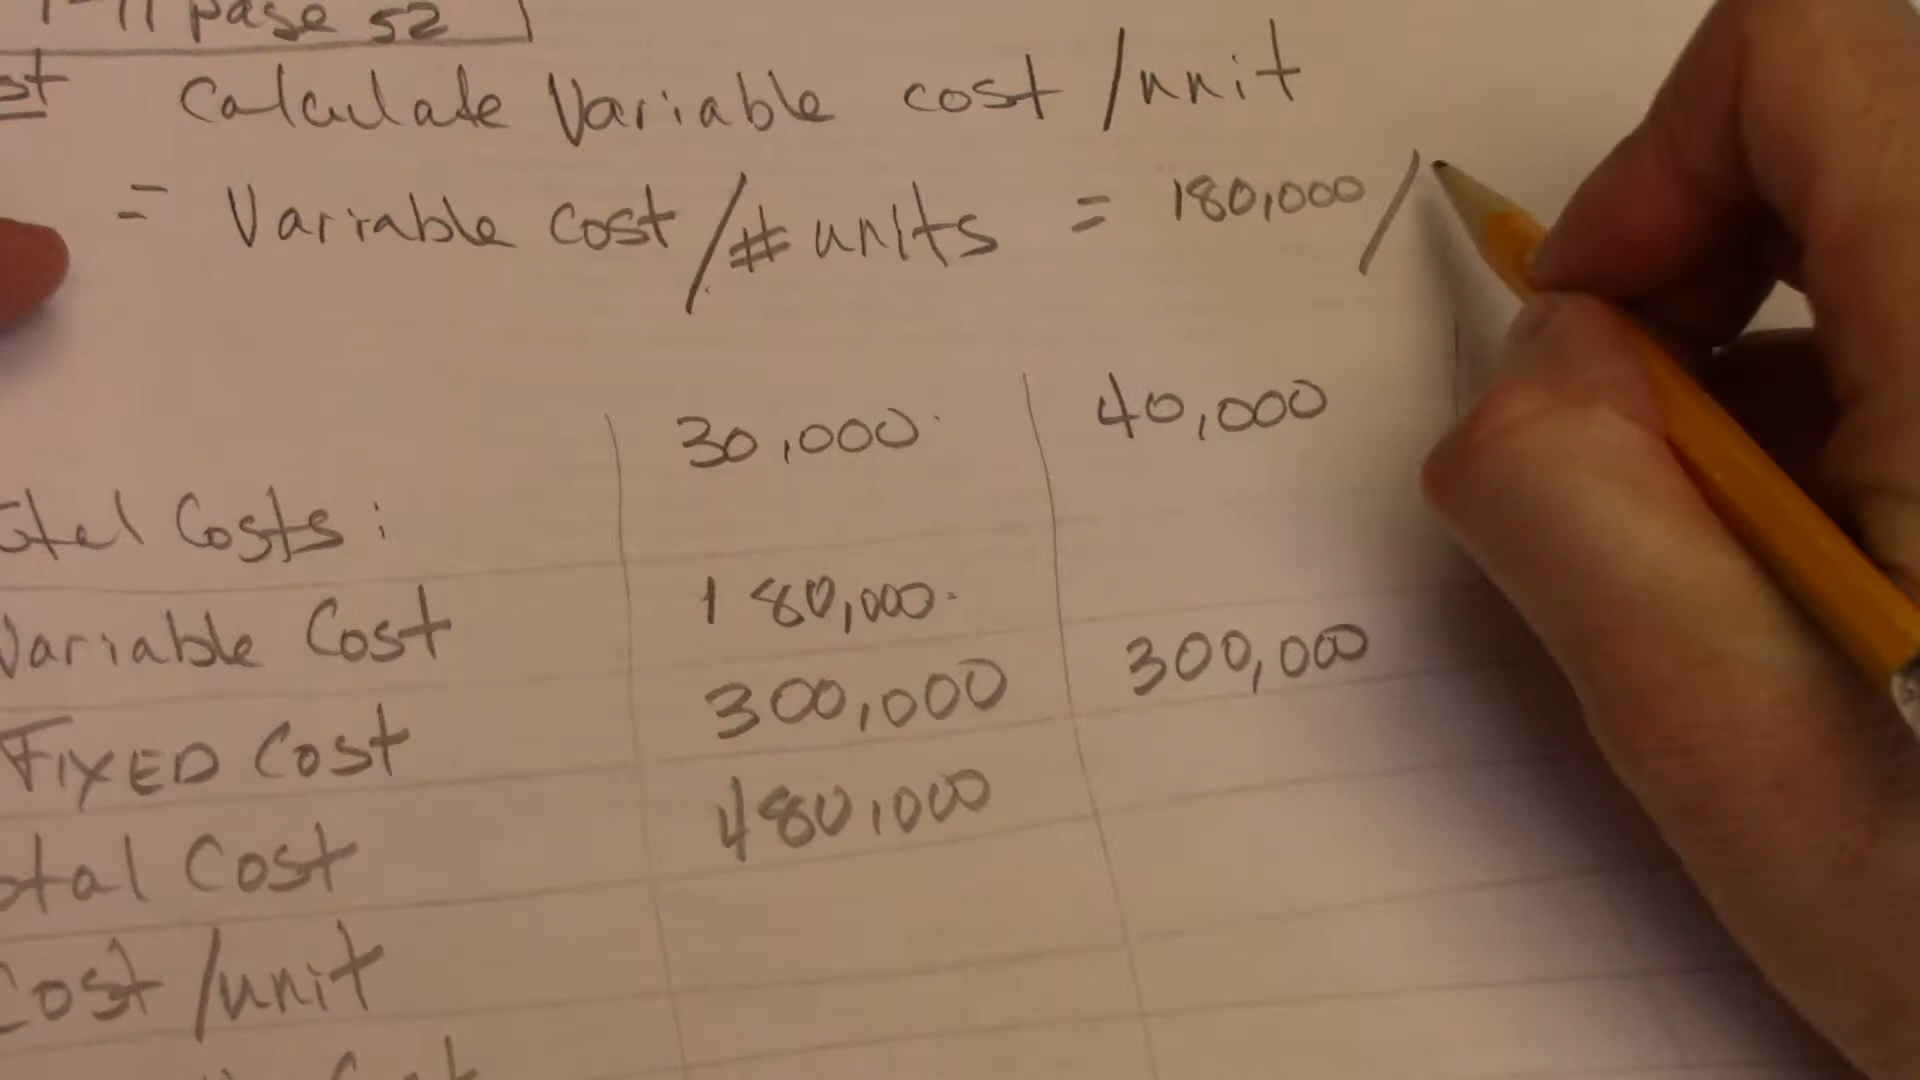 page 52
Calculate Variable cost /unit
= Variable cost / # units = 180,000 /
30,000 40,000
Costs:
Variable Cost 180,000
FIXED Cost 300,000 300,000
otal Cost 480,000
Cost /unit